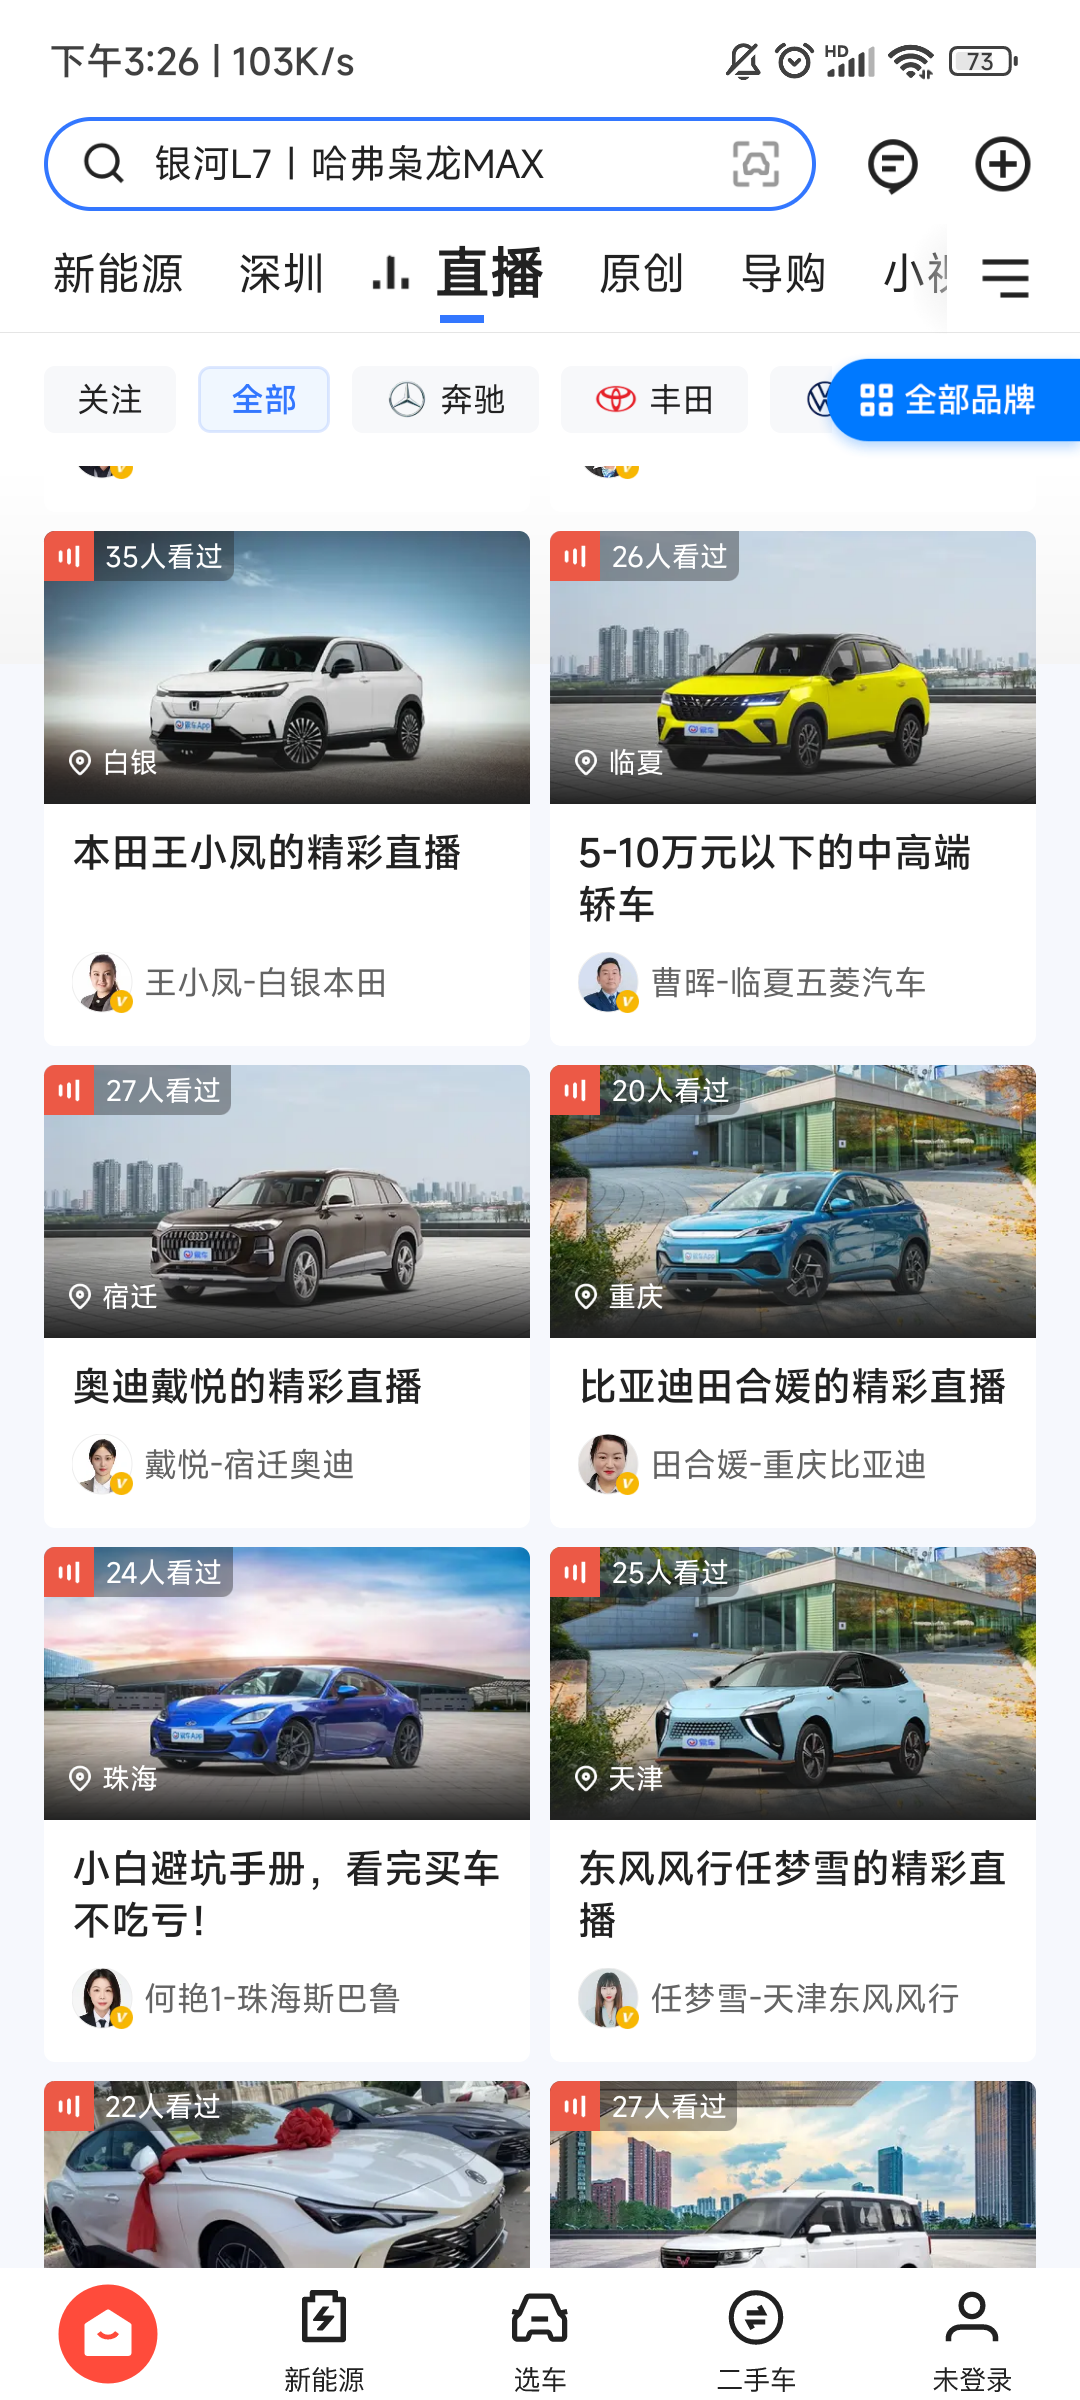 下午3:26 | 103K/s
HD
73
银河L7丨哈弗枭龙MAX
新能源 深圳 直播 原创 导购 小视
关注 全部 奔驰 丰田 全部品牌
35人看过
白银
本田王小凤的精彩直播
王小凤-白银本田
26人看过
临夏
5-10万元以下的中高端
轿车
曹晖-临夏五菱汽车
27人看过
宿迁
奥迪戴悦的精彩直播
戴悦-宿迁奥迪
20人看过
重庆
比亚迪田合媛的精彩直播
田合媛-重庆比亚迪
24人看过
珠海
小白避坑手册，看完买车
不吃亏！
何艳1-珠海斯巴鲁
25人看过
天津
东风风行任梦雪的精彩直
播
任梦雪-天津东风风行
22人看过
27人看过
新能源 选车 二手车 未登录